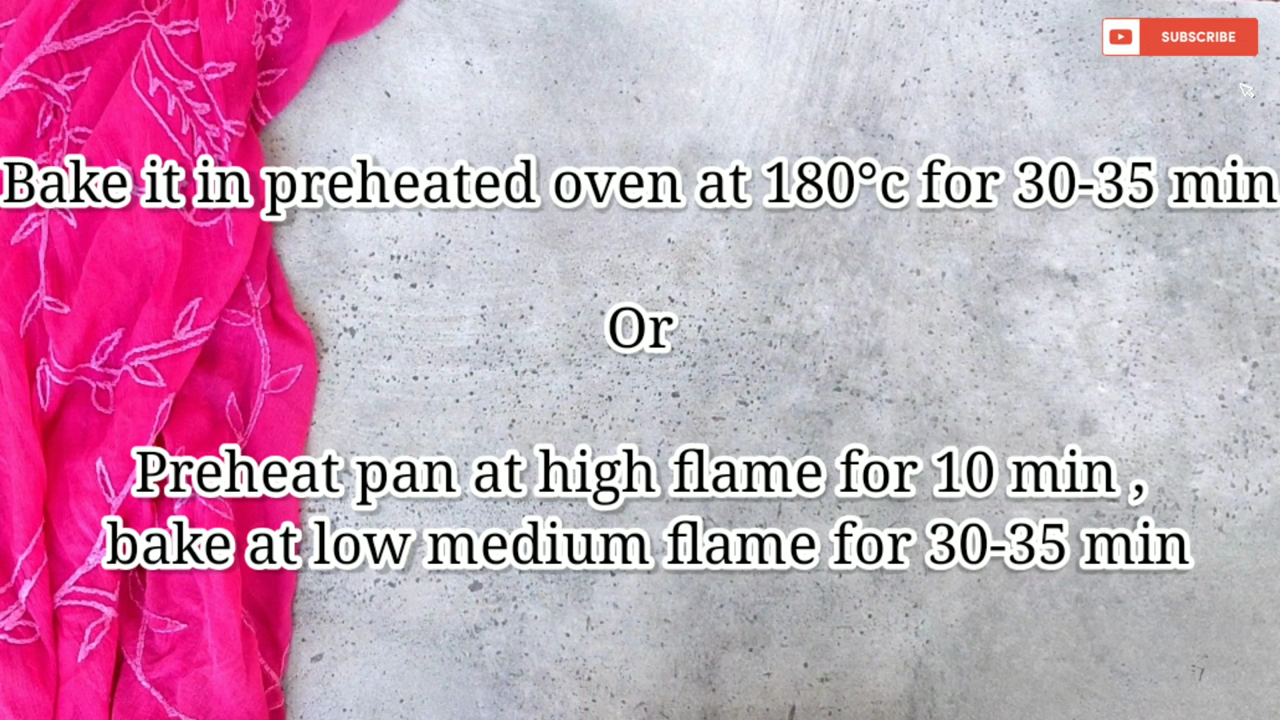 SUBSCRIBE
Bake it in preheated oven at 180°c for 30-35 min
Or
Preheat pan at high flame for 10 min ,
bake at low medium flame for 30-35 min